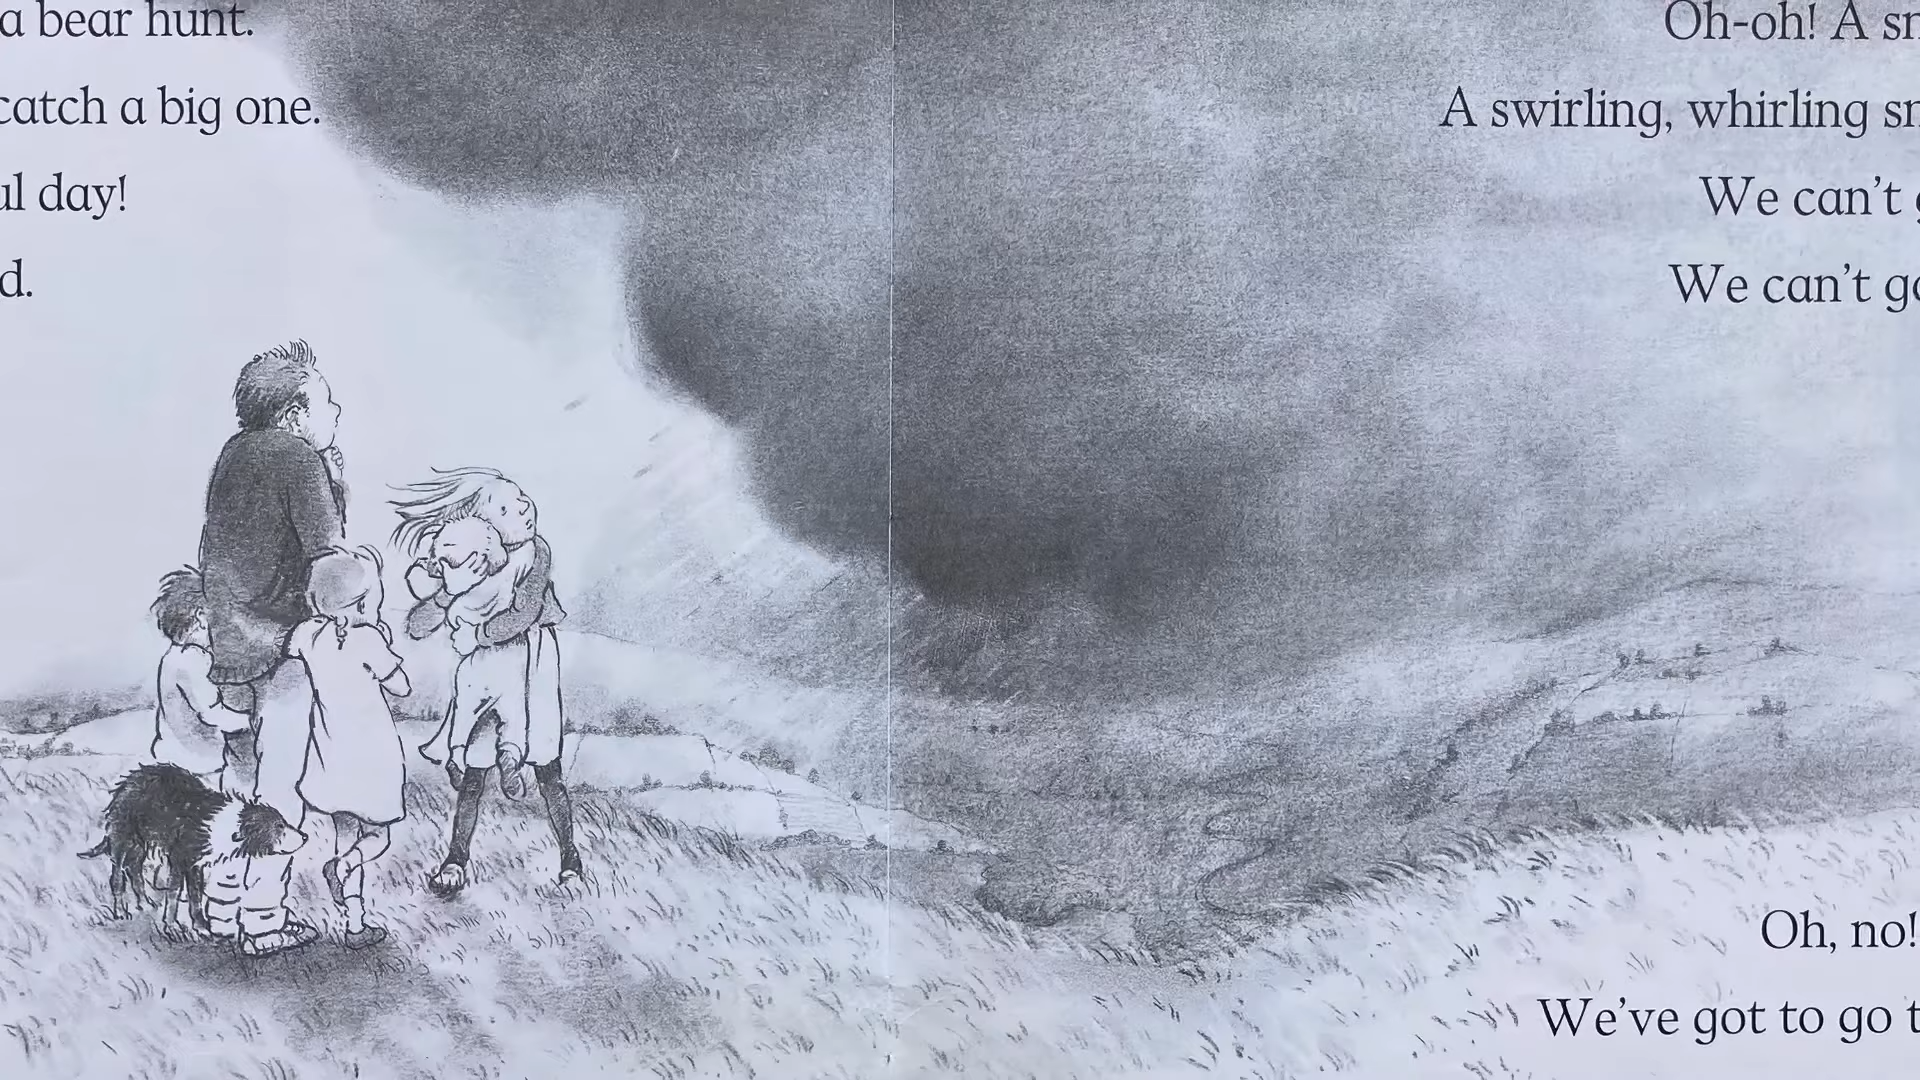 a bear hunt.
catch a big one.
ul day!
d.
Oh-oh! A sn
A swirling, whirling sn
We can't g
We can't go
Oh, no!
We've got to go t